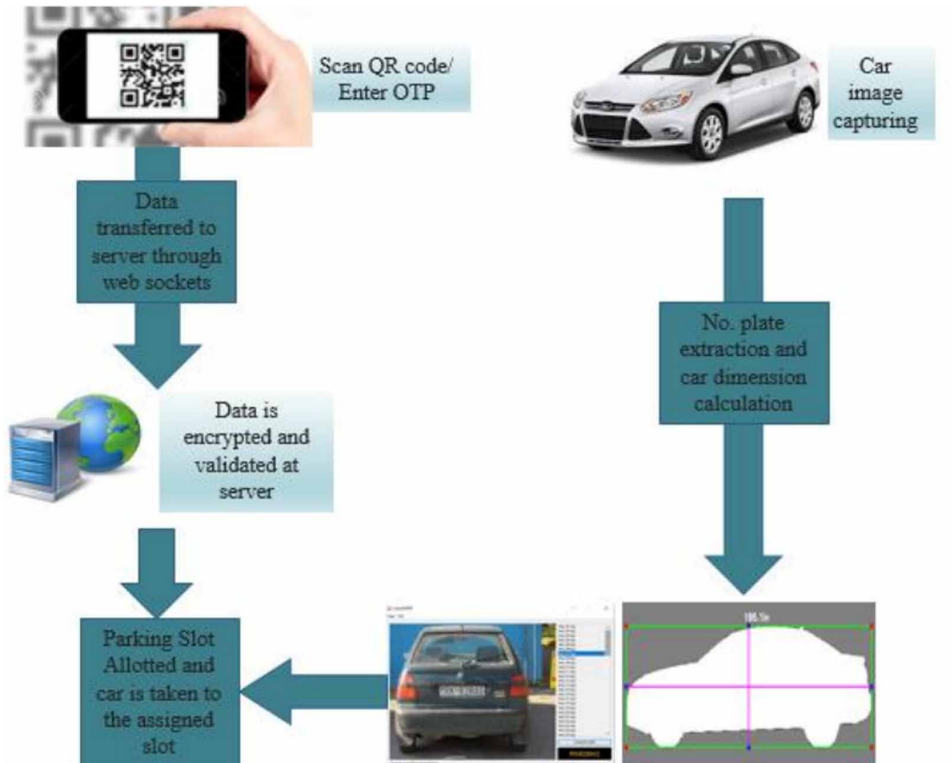 Scan QR code/
Enter OTP
Car
image
capturing
Data
transferred to
server through
web sockets
No. plate
extraction and
car dimension
calculation
Data is
encrypted and
validated at
server
Parking Slot
Allotted and
car is taken to
the assigned
slot